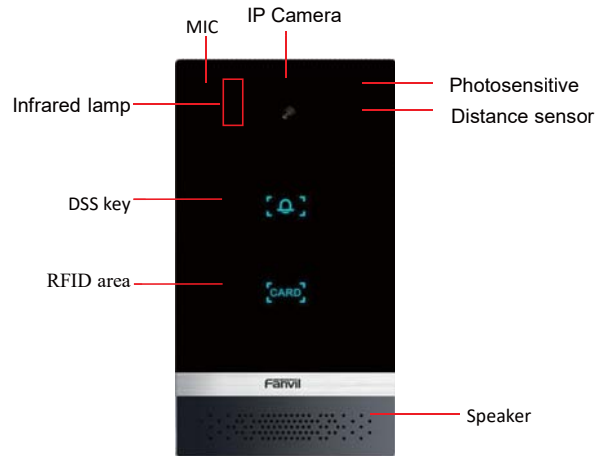 IP Camera
MIC
Photosensitive
Infrared lamp
Distance sensor
DSS key
RFID area
CARD
Fanvil
Speaker